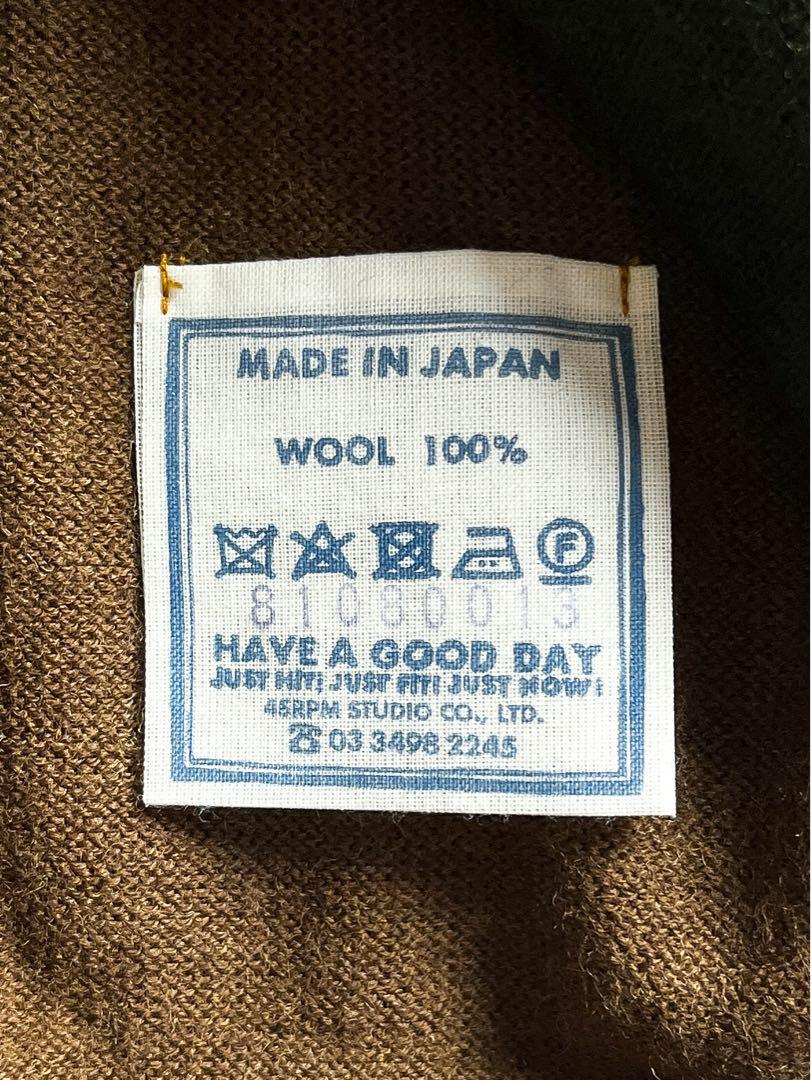 MADE IN JAPAN
WOOL 100%
F
81080013
HAVE A GOOD DAY
JUST HIT! JUST FIT! JUST NOW!
45RPM STUDIO CO., LTD.
☎ 03 3498 2245